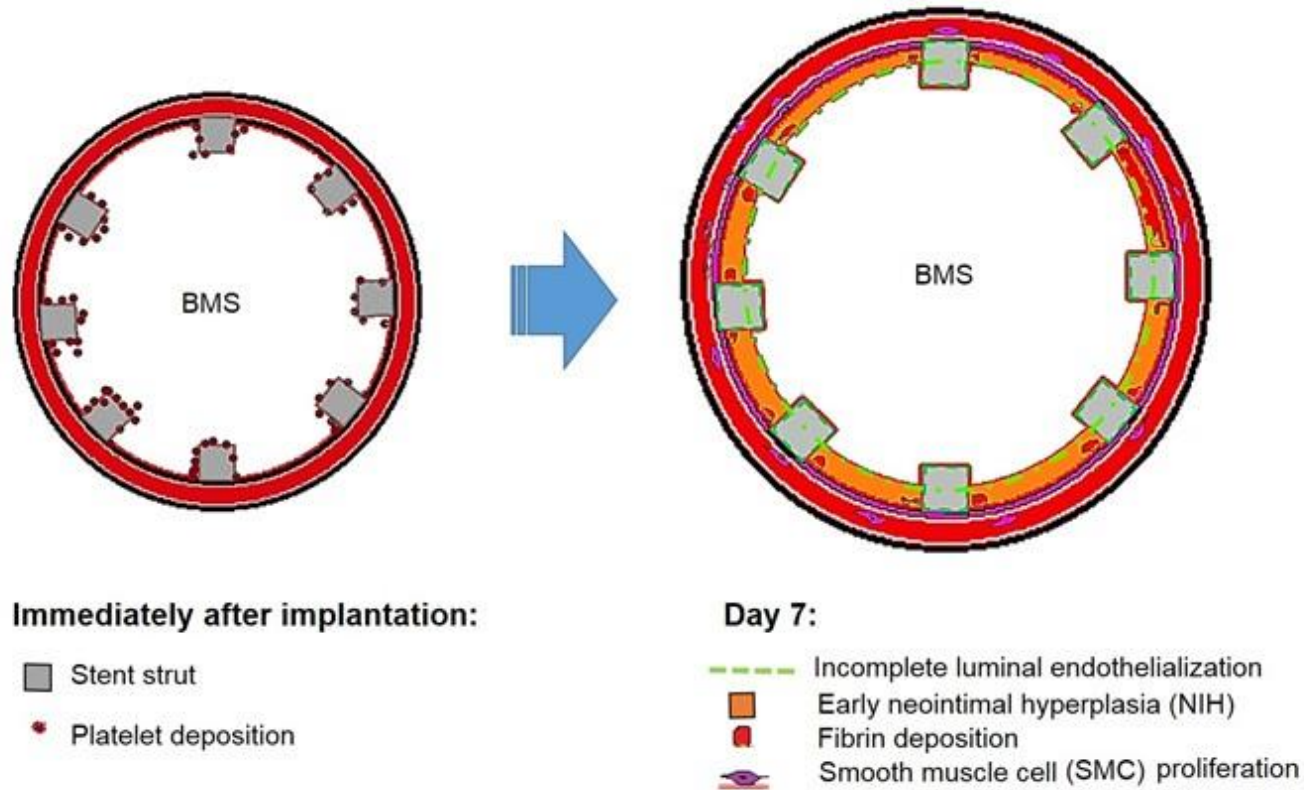 BMS
BMS
Immediately after implantation:
Stent strut
Platelet deposition
Day 7:
Incomplete luminal endothelialization
Early neointimal hyperplasia (NIH)
Fibrin deposition
Smooth muscle cell (SMC) proliferation